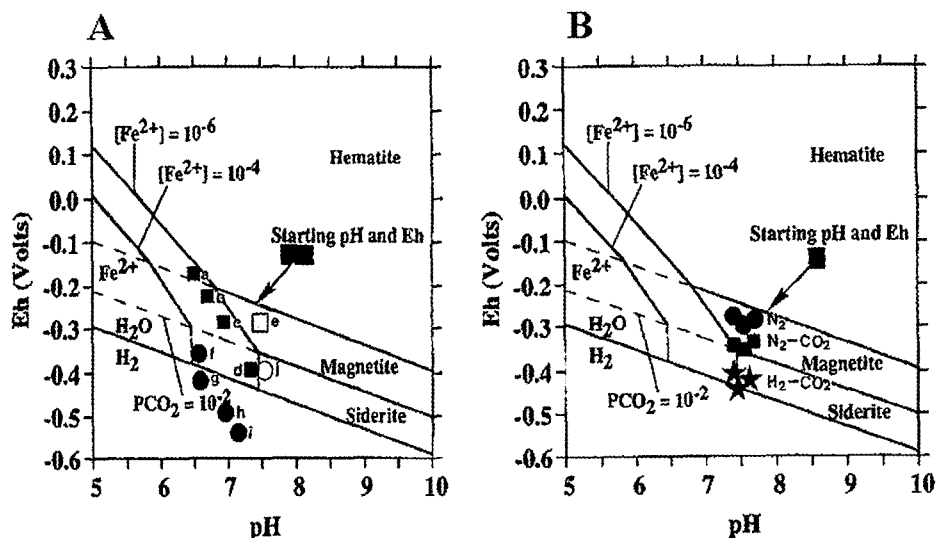 A
0.3
0.2
0.1
0.0
-0.1
-0.2
-0.3
-0.4
-0.5
-0.6
Eh (Volts)
[Fe2+] = 10-6
[Fe2+] = 10-4
Hematite
Starting pH and Eh
Fe2+
H2O
H2
PCO2 = 10-2
a
c
e
d
f
g
h
i
j
Magnetite
Siderite
5 6 7 8 9 10
pH
B
0.3
0.2
0.1
0.0
-0.1
-0.2
-0.3
-0.4
-0.5
-0.6
Eh (Volts)
[Fe2+] = 10-6
[Fe2+] = 10-4
Hematite
Starting pH and Eh
Fe2+
H2O
H2
PCO2 = 10-2
N2
N2-CO2
H2-CO2
Magnetite
Siderite
5 6 7 8 9 10
pH